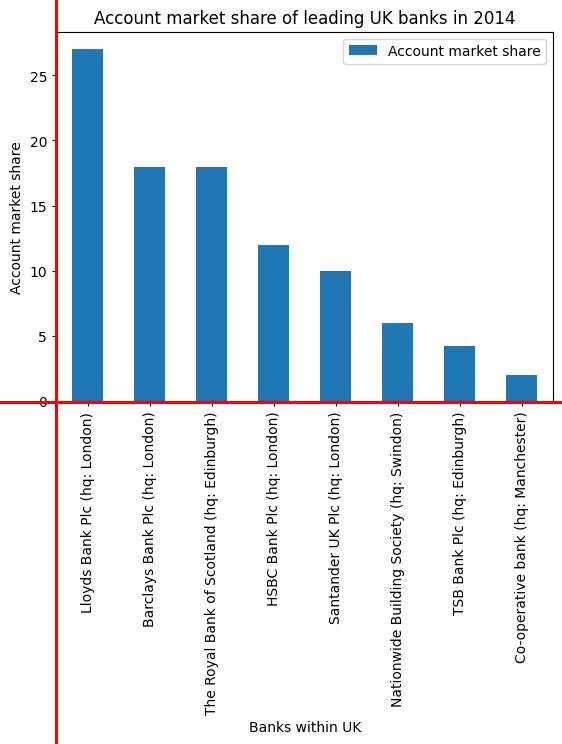 Account market share of leading UK banks in 2014
Account market share
Account market share
25
20
15
10
5
0
Lloyds Bank Plc (hq: London)
Barclays Bank Plc (hq: London)
The Royal Bank of Scotland (hq: Edinburgh)
HSBC Bank Plc (hq: London)
Santander UK Plc (hq: London)
Nationwide Building Society (hq: Swindon)
TSB Bank Plc (hq: Edinburgh)
Co-operative bank (hq: Manchester)
Banks within UK